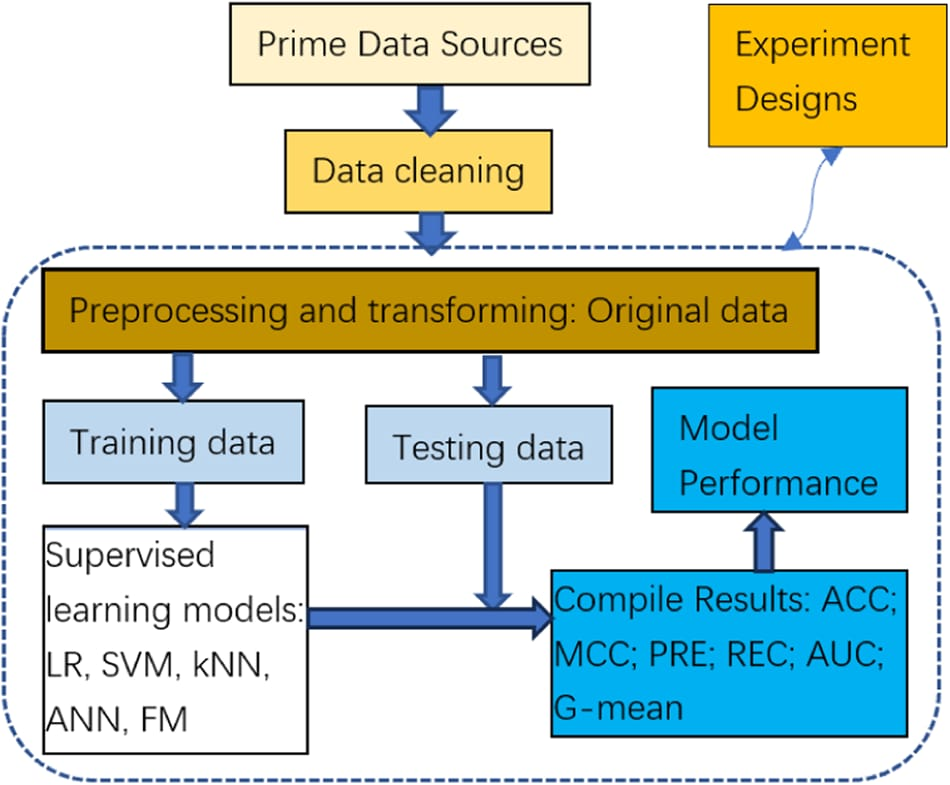 Prime Data Sources
Experiment
Designs
Data cleaning
Preprocessing and transforming: Original data
Training data
Testing data
Model
Performance
Supervised
learning models:
LR, SVM, kNN,
ANN, FM
Compile Results: ACC;
MCC; PRE; REC; AUC;
G-mean